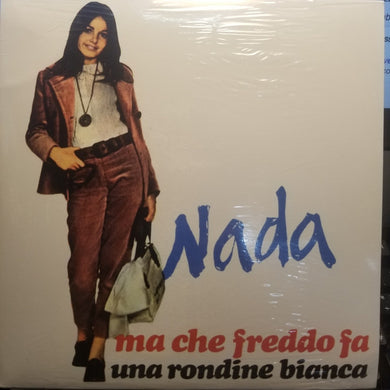 Nada
ma che freddo fa
una rondine bianca